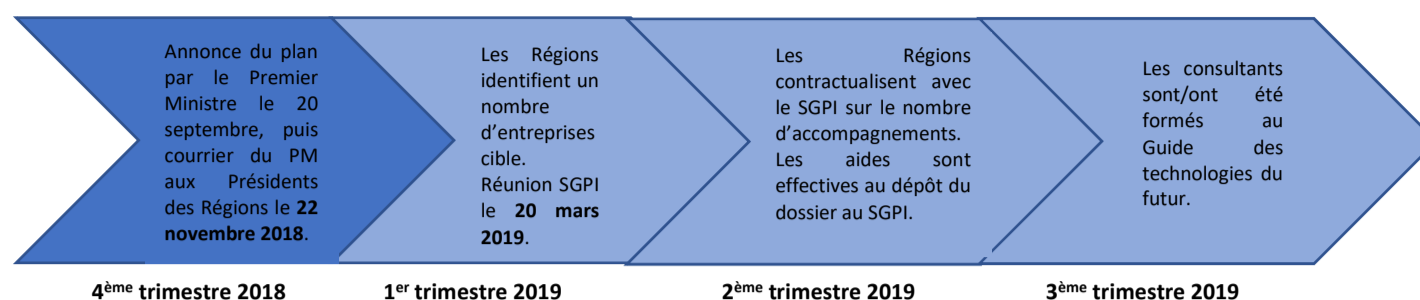 Annonce du plan
par le Premier
Ministre le 20
septembre, puis
courrier du PM
aux Présidents
des Régions le 22
novembre 2018.
Les Régions
identifient un
nombre
d’entreprises
cible.
Réunion SGPI
le 20 mars
2019.
Les Régions
contractualisent avec
le SGPI sur le nombre
d’accompagnements.
Les aides sont
effectives au dépôt du
dossier au SGPI.
Les consultants
sont/ont été
formés au
Guide des
technologies du
futur.
4ème trimestre 2018
1er trimestre 2019
2ème trimestre 2019
3ème trimestre 2019